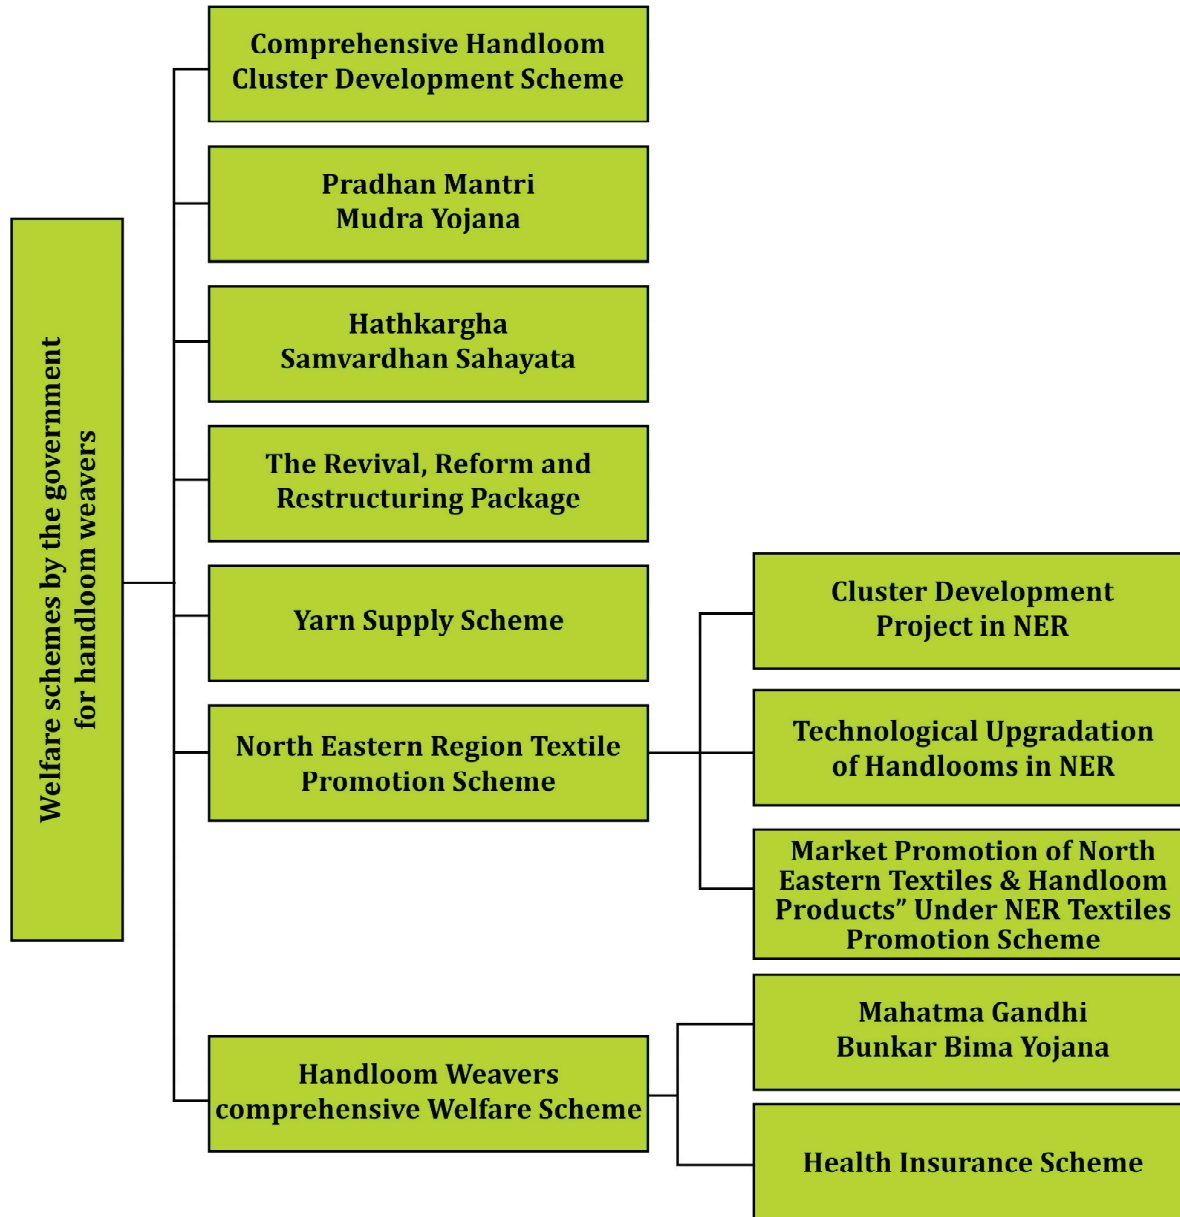 Welfare schemes by the government
for handloom weavers
Comprehensive Handloom
Cluster Development Scheme
Pradhan Mantri
Mudra Yojana
Hathkargha
Samvardhan Sahayata
The Revival, Reform and
Restructuring Package
Yarn Supply Scheme
North Eastern Region Textile
Promotion Scheme
Cluster Development
Project in NER
Technological Upgradation
of Handlooms in NER
Market Promotion of North
Eastern Textiles & Handloom
Products” Under NER Textiles
Promotion Scheme
Handloom Weavers
comprehensive Welfare Scheme
Mahatma Gandhi
Bunkar Bima Yojana
Health Insurance Scheme